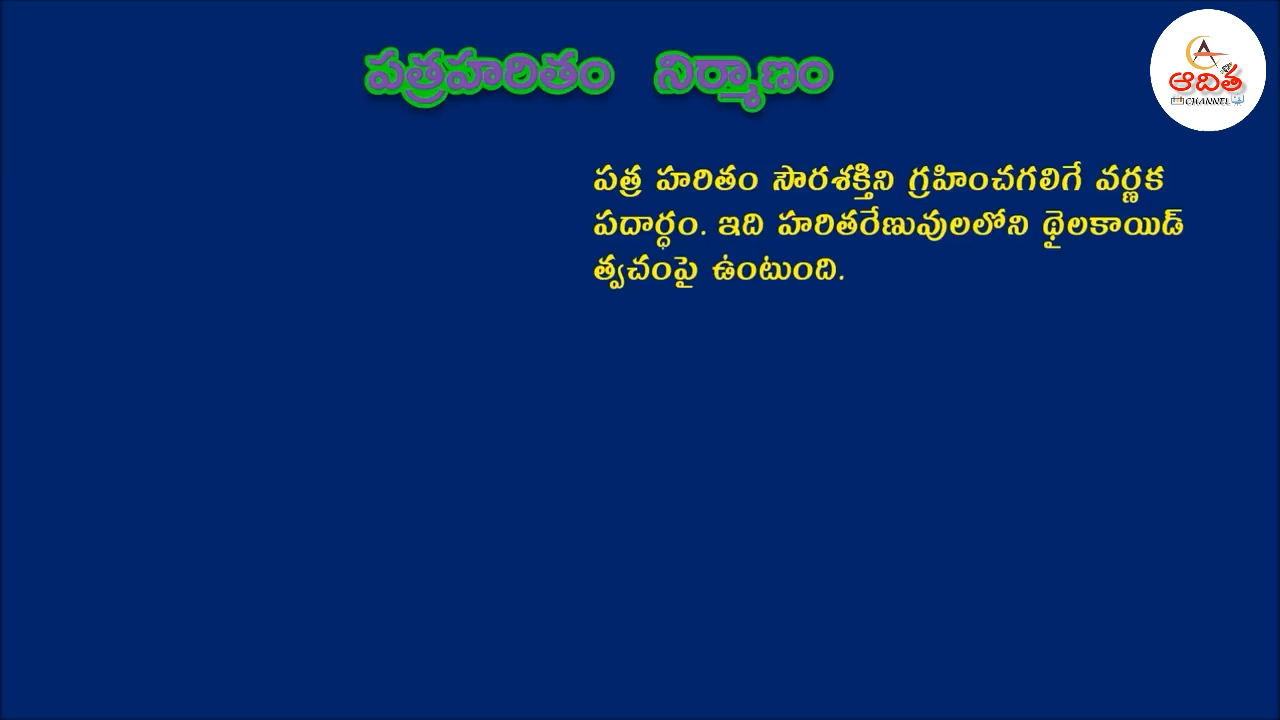 పత్రహరితం నిర్మాణం
ఆదిత్య
CHANNEL
పత్ర హరితం సౌరశక్తిని గ్రహించగలిగే వర్ణక
పదార్ధం. ఇది హరితరేణువులలోని థైలకాయిడ్
త్వచంపై ఉంటుంది.